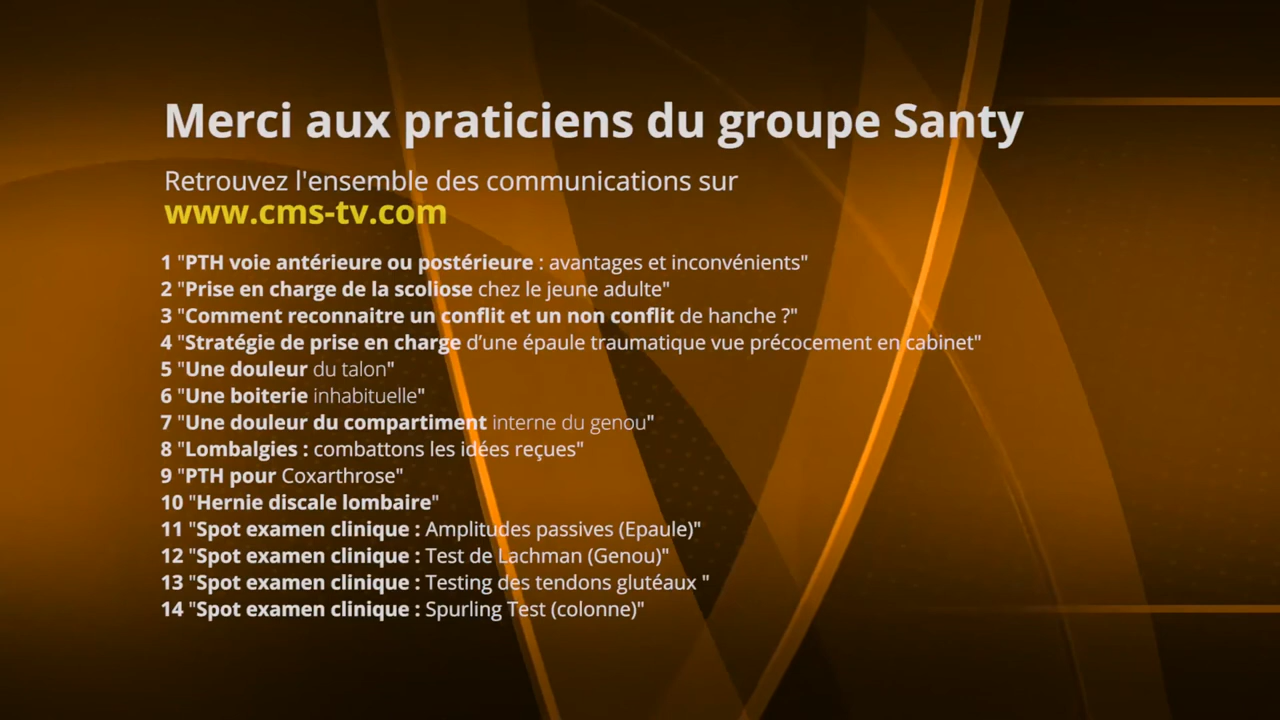 Merci aux praticiens du groupe Santy
Retrouvez l'ensemble des communications sur
www.cms-tv.com
1 "PTH voie antérieure ou postérieure : avantages et inconvénients"
2 "Prise en charge de la scoliose chez le jeune adulte"
3 "Comment reconnaitre un conflit et un non conflit de hanche ?"
4 "Stratégie de prise en charge d’une épaule traumatique vue précocement en cabinet"
5 "Une douleur du talon"
6 "Une boiterie inhabituelle"
7 "Une douleur du compartiment interne du genou"
8 "Lombalgies : combattons les idées reçues"
9 "PTH pour Coxarthrose"
10 "Hernie discale lombaire"
11 "Spot examen clinique : Amplitudes passives (Epaule)"
12 "Spot examen clinique : Test de Lachman (Genou)"
13 "Spot examen clinique : Testing des tendons glutéaux "
14 "Spot examen clinique : Spurling Test (colonne)"